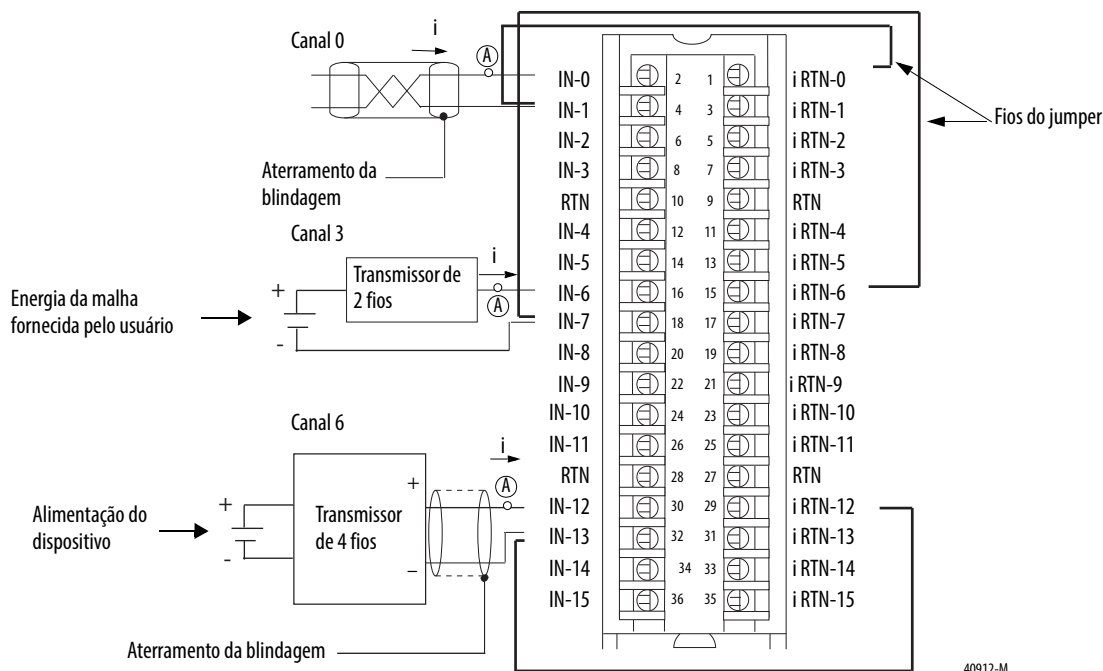 Canal 0
i
A
IN-0 2 1 i RTN-0
IN-1 4 3 i RTN-1
Fios do jumper
IN-2 6 5 i RTN-2
IN-3 8 7 i RTN-3
Aterramento da
blindagem
RTN 10 9 RTN
Canal 3
IN-4 12 11 i RTN-4
i
IN-5 14 13 i RTN-5
Transmissor de
2 fios
A
+
-
IN-6 16 15 i RTN-6
Energia da malha
fornecida pelo usuário
IN-7 18 17 i RTN-7
IN-8 20 19 i RTN-8
IN-9 22 21 i RTN-9
IN-10 24 23 i RTN-10
Canal 6
IN-11 26 25 i RTN-11
i
A
RTN 28 27 RTN
+
+
IN-12 30 29 i RTN-12
Alimentação do
dispositivo
Transmissor
de 4 fios
IN-13 32 31 i RTN-13
-
–
IN-14 34 33 i RTN-14
IN-15 36 35 i RTN-15
Aterramento da blindagem
40912-M